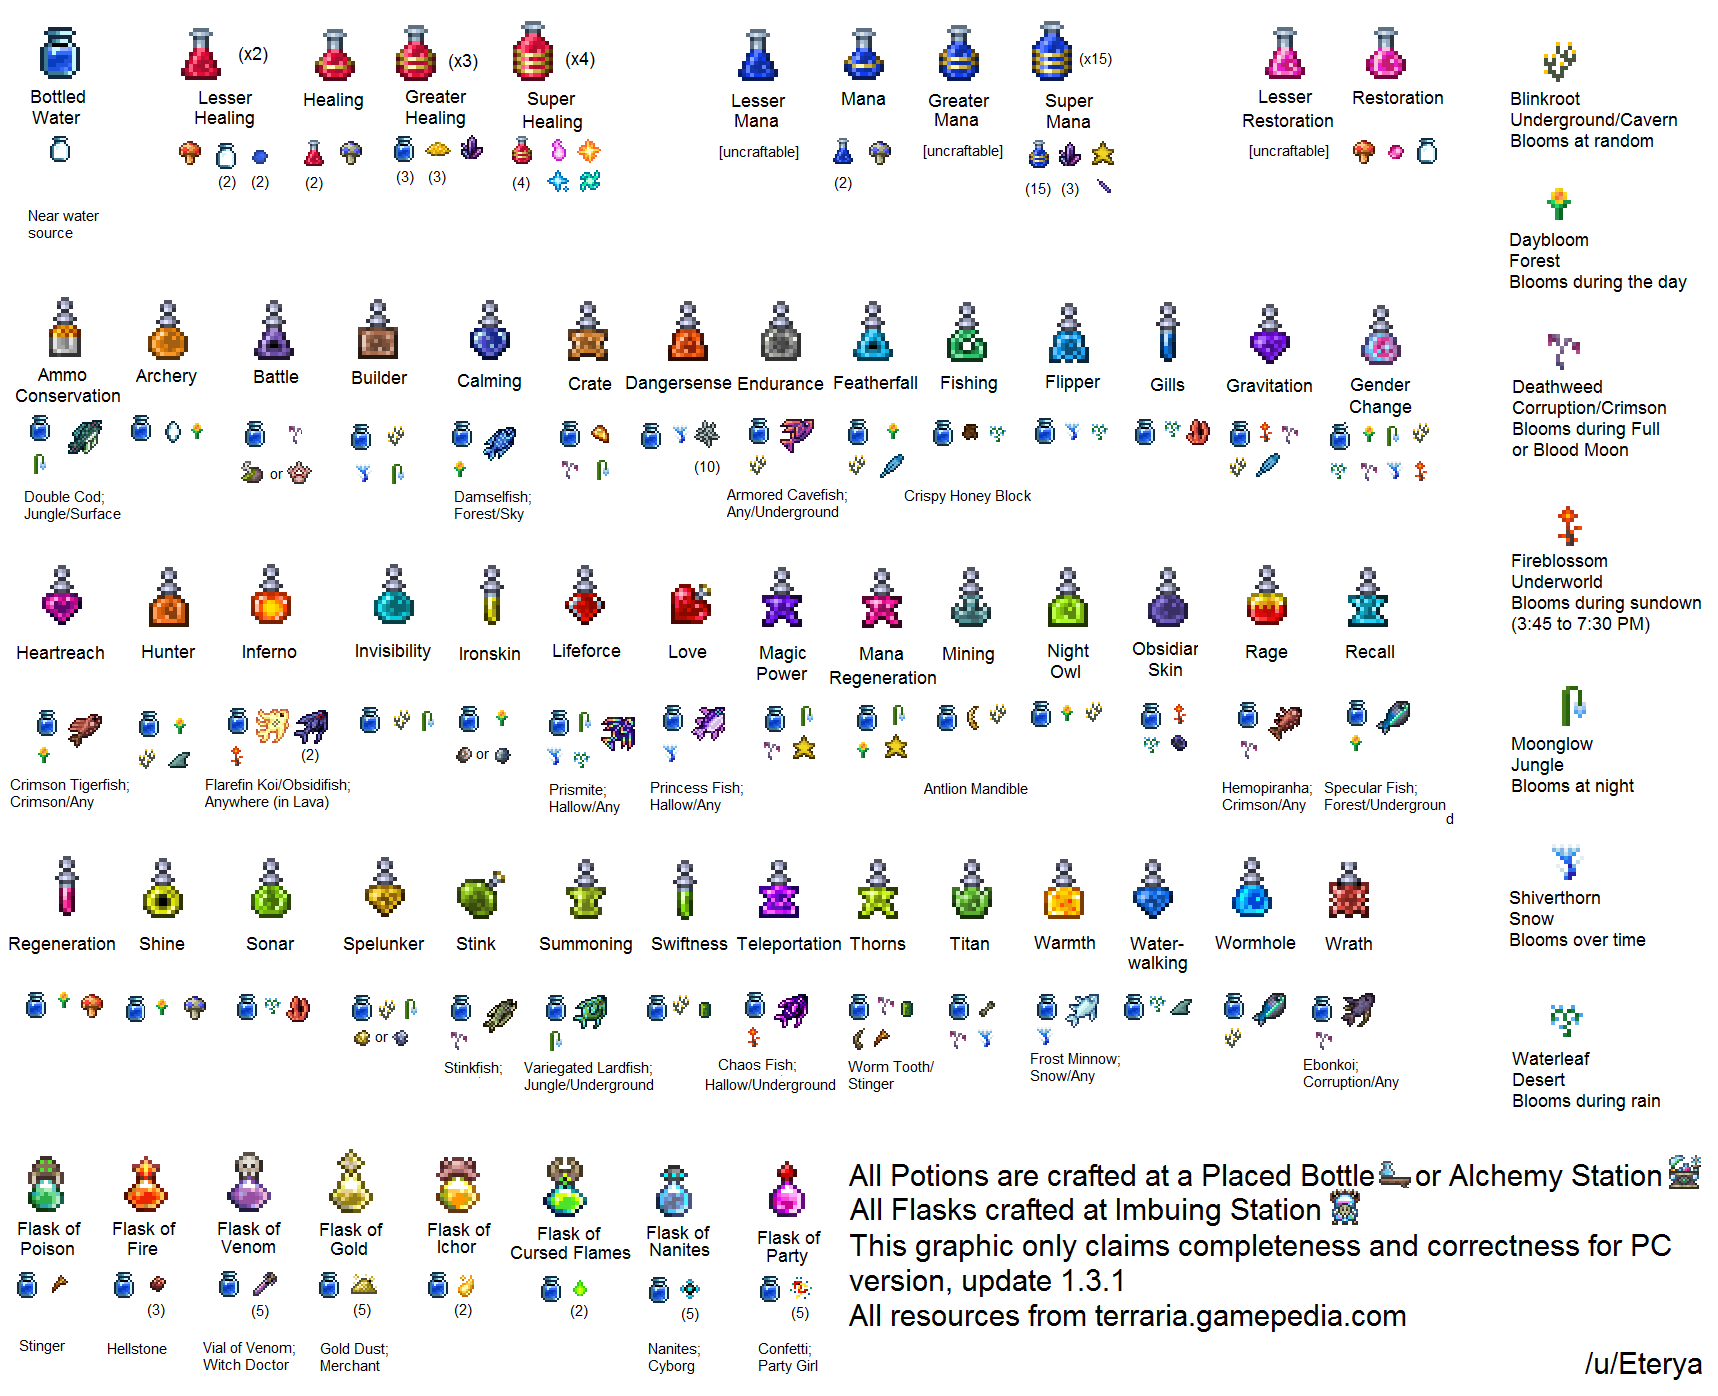 Bottled
Water
(x2)
Lesser
Healing
Healing
(x3)
Greater
Healing
(x4)
Super
Healing
Lesser
Mana
Mana
Greater
Mana
(x15)
Super
Mana
Lesser
Restoration
Restoration
(2) (2)
(2)
(3) (3)
(4)
[uncraftable]
(2)
[uncraftable]
(15) (3)
[uncraftable]
Near water
source
Blinkroot
Underground/Cavern
Blooms at random
Daybloom
Forest
Blooms during the day
Deathweed
Corruption/Crimson
Blooms during Full
or Blood Moon
Fireblossom
Underworld
Blooms during sundown
(3:45 to 7:30 PM)
Moonglow
Jungle
Blooms at night
Shiverthorn
Snow
Blooms over time
Waterleaf
Desert
Blooms during rain
Ammo
Conservation
Archery
Battle
Builder
Calming
Crate
Dangersense
Endurance
Featherfall
Fishing
Flipper
Gills
Gravitation
Gender
Change
or
(10)
Double Cod;
Jungle/Surface
Damselfish;
Forest/Sky
Armored Cavefish;
Any/Underground
Crispy Honey Block
Heartreach
Hunter
Inferno
Invisibility
Ironskin
Lifeforce
Love
Magic
Power
Mana
Regeneration
Mining
Night
Owl
Obsidiar
Skin
Rage
Recall
(2)
or
Crimson Tigerfish;
Crimson/Any
Flarefin Koi/Obsidifish;
Anywhere (in Lava)
Prismite;
Hallow/Any
Princess Fish;
Hallow/Any
Antlion Mandible
Hemopiranha;
Crimson/Any
Specular Fish;
Forest/Undergroun
d
Regeneration
Shine
Sonar
Spelunker
Stink
Summoning
Swiftness
Teleportation
Thorns
Titan
Warmth
Water-
walking
Wormhole
Wrath
or
Stinkfish;
Variegated Lardfish;
Jungle/Underground
Chaos Fish;
Hallow/Underground
Worm Tooth/
Stinger
Frost Minnow;
Snow/Any
Ebonkoi;
Corruption/Any
Flask of
Poison
Flask of
Fire
Flask of
Venom
Flask of
Gold
Flask of
Ichor
Flask of
Cursed Flames
Flask of
Nanites
Flask of
Party
(3)
(5)
(5)
(2)
(2)
(5)
(5)
Stinger
Hellstone
Vial of Venom;
Witch Doctor
Gold Dust;
Merchant
Nanites;
Cyborg
Confetti;
Party Girl
All Potions are crafted at a Placed Bottle or Alchemy Station
All Flasks crafted at Imbuing Station
This graphic only claims completeness and correctness for PC
version, update 1.3.1
All resources from terraria.gamepedia.com
/u/Eterya